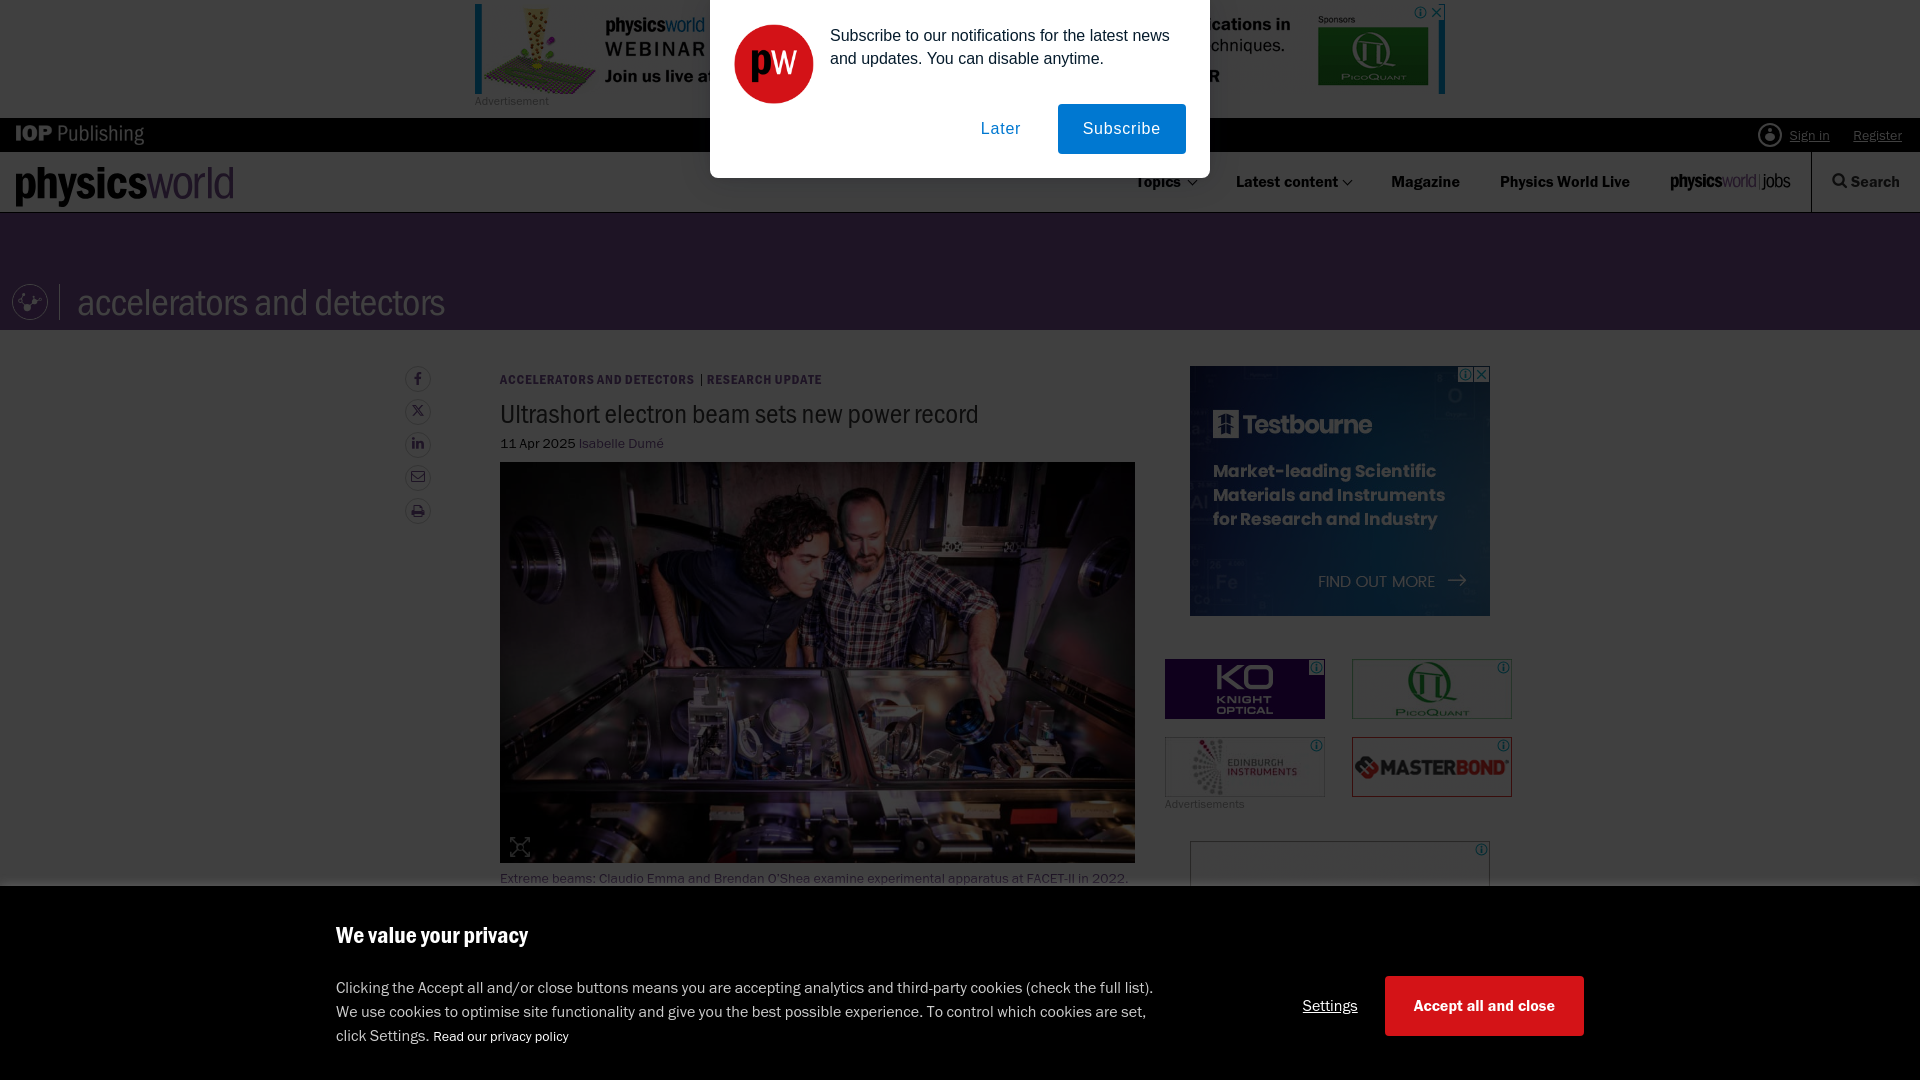 physicsworld
WEBINAR
Join us live at
Advertisement
Subscribe to our notifications for the latest news
and updates. You can disable anytime.
pw
Later
Subscribe
ications in
chniques.
R
Sponsors
PICOQUANT
IOP Publishing
Sign in
Register
physicsworld
Topics
Latest content
Magazine
Physics World Live
physicsworld jobs
Search
accelerators and detectors
ACCELERATORS AND DETECTORS | RESEARCH UPDATE
Ultrashort electron beam sets new power record
11 Apr 2025 Isabelle Dumé
Extreme beams: Claudio Emma and Brendan O'Shea examine experimental apparatus at FACET-II in 2022.
Testbourne
Market-leading Scientific
Materials and Instruments
for Research and Industry
FIND OUT MORE
KO
KNIGHT
OPTICAL
PICOQUANT
EDINBURGH
INSTRUMENTS
MASTERBOND
Advertisements
We value your privacy
Clicking the Accept all and/or close buttons means you are accepting analytics and third-party cookies (check the full list).
We use cookies to optimise site functionality and give you the best possible experience. To control which cookies are set,
click Settings. Read our privacy policy
Settings
Accept all and close